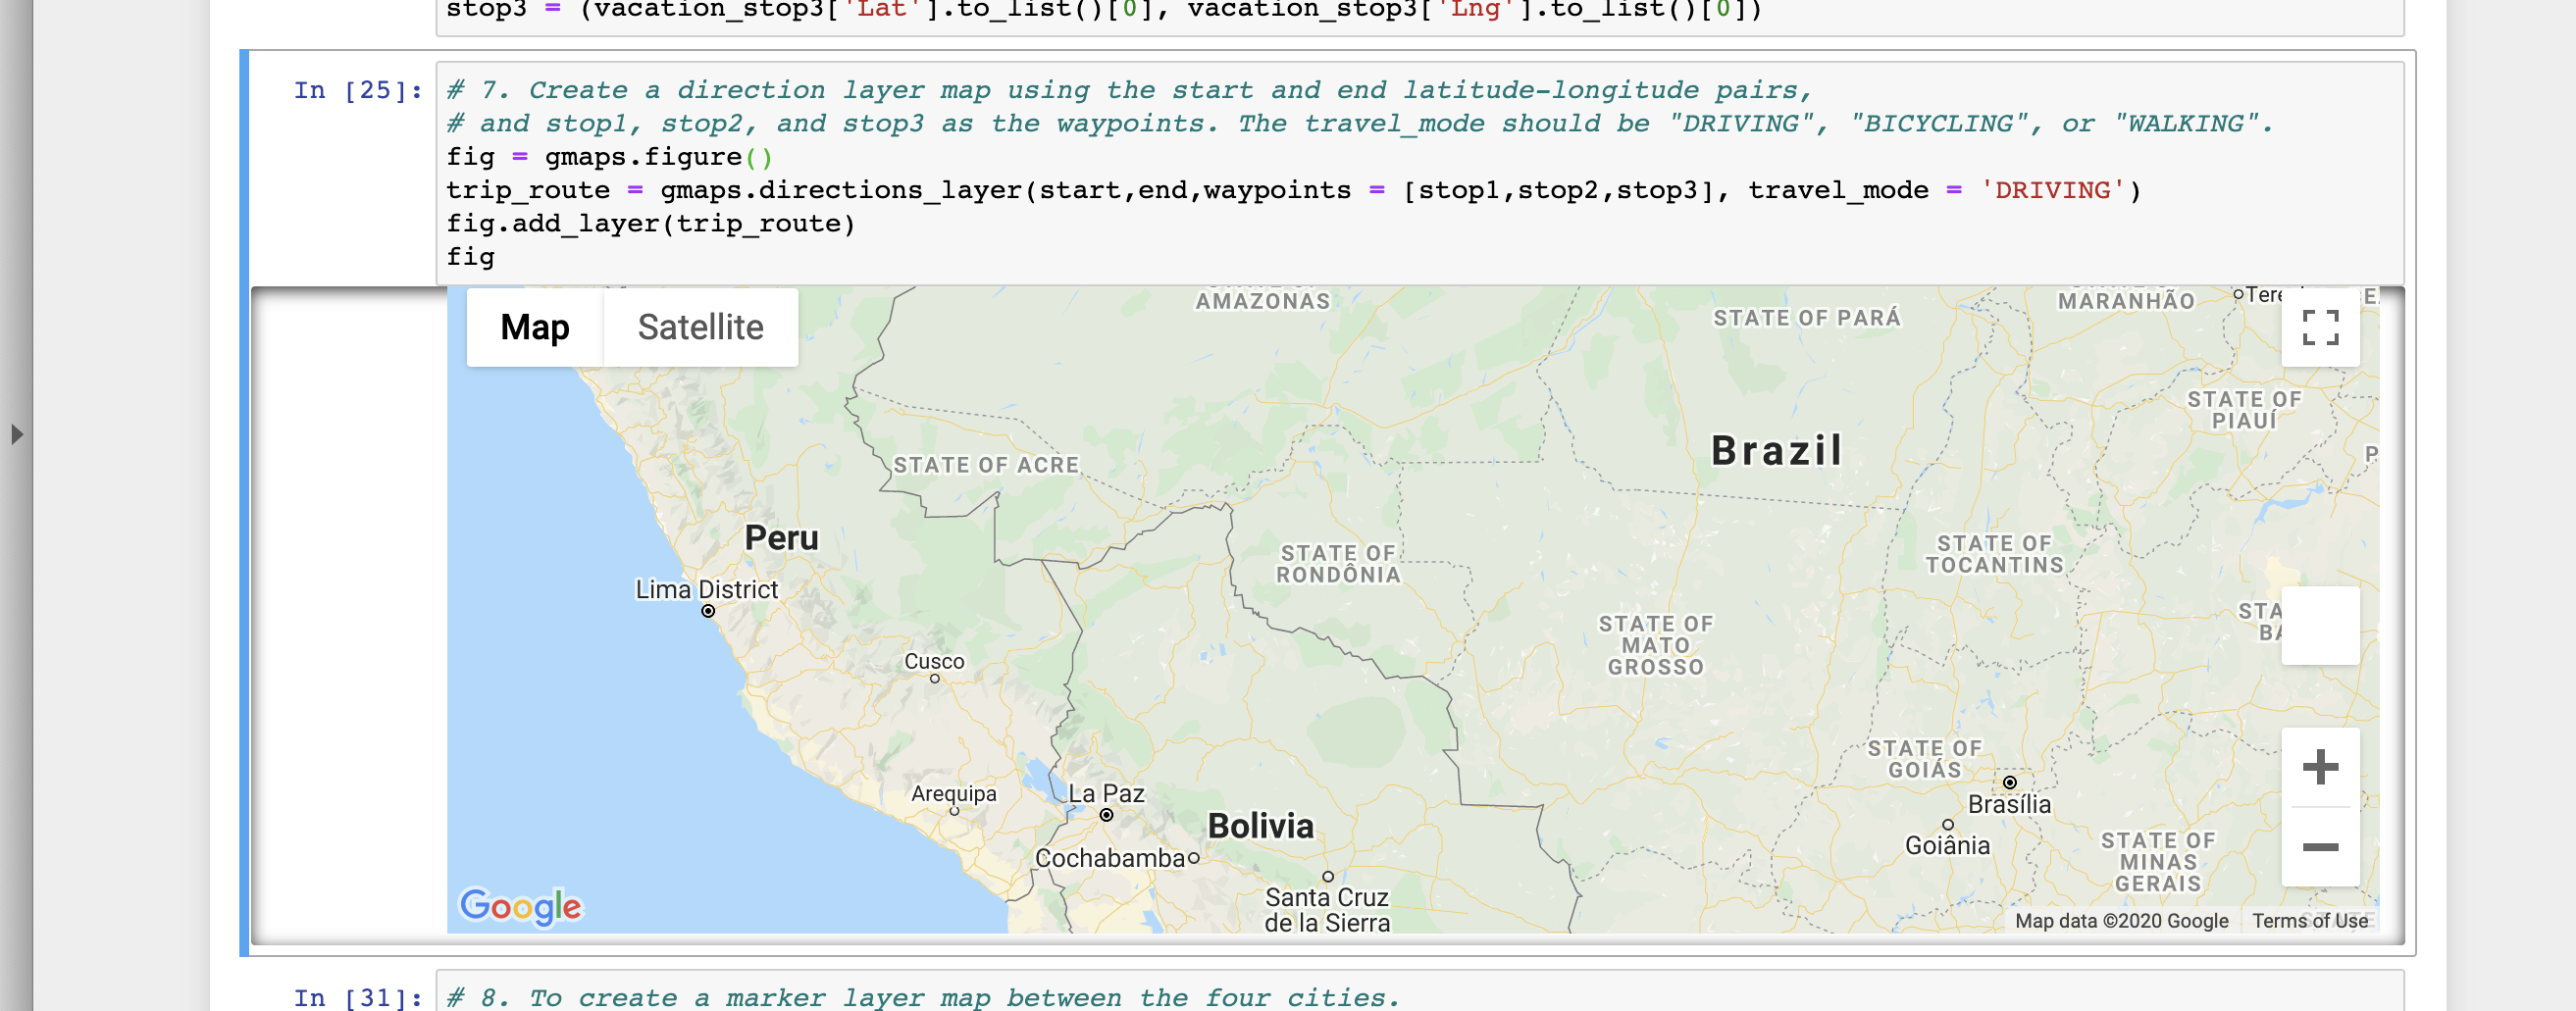 stop3 = (vacation_stop3['Lat'].to_list()[0], vacation_stop3['Lng'].to_list()[0])
In [25]:
# 7. Create a direction layer map using the start and end latitude-longitude pairs,
# and stop1, stop2, and stop3 as the waypoints. The travel_mode should be "DRIVING", "BICYCLING", or "WALKING".
fig = gmaps.figure()
trip_route = gmaps.directions_layer(start,end,waypoints = [stop1,stop2,stop3], travel_mode = 'DRIVING')
fig.add_layer(trip_route)
fig
Map
Satellite
AMAZONAS
MARANHÃO
STATE OF PARÁ
STATE OF
PIAUÍ
Brazil
STATE OF ACRE
Peru
STATE OF
RONDÔNIA
STATE OF
TOCANTINS
Lima District
STATE OF
MATO
GROSSO
Cusco
STATE OF
GOIÁS
Arequipa
La Paz
Brasília
Bolivia
Goiânia
STATE OF
MINAS
GERAIS
Cochabamba
Santa Cruz
de la Sierra
Google
Map data ©2020 Google
Terms of Use
In [31]:
# 8. To create a marker layer map between the four cities.